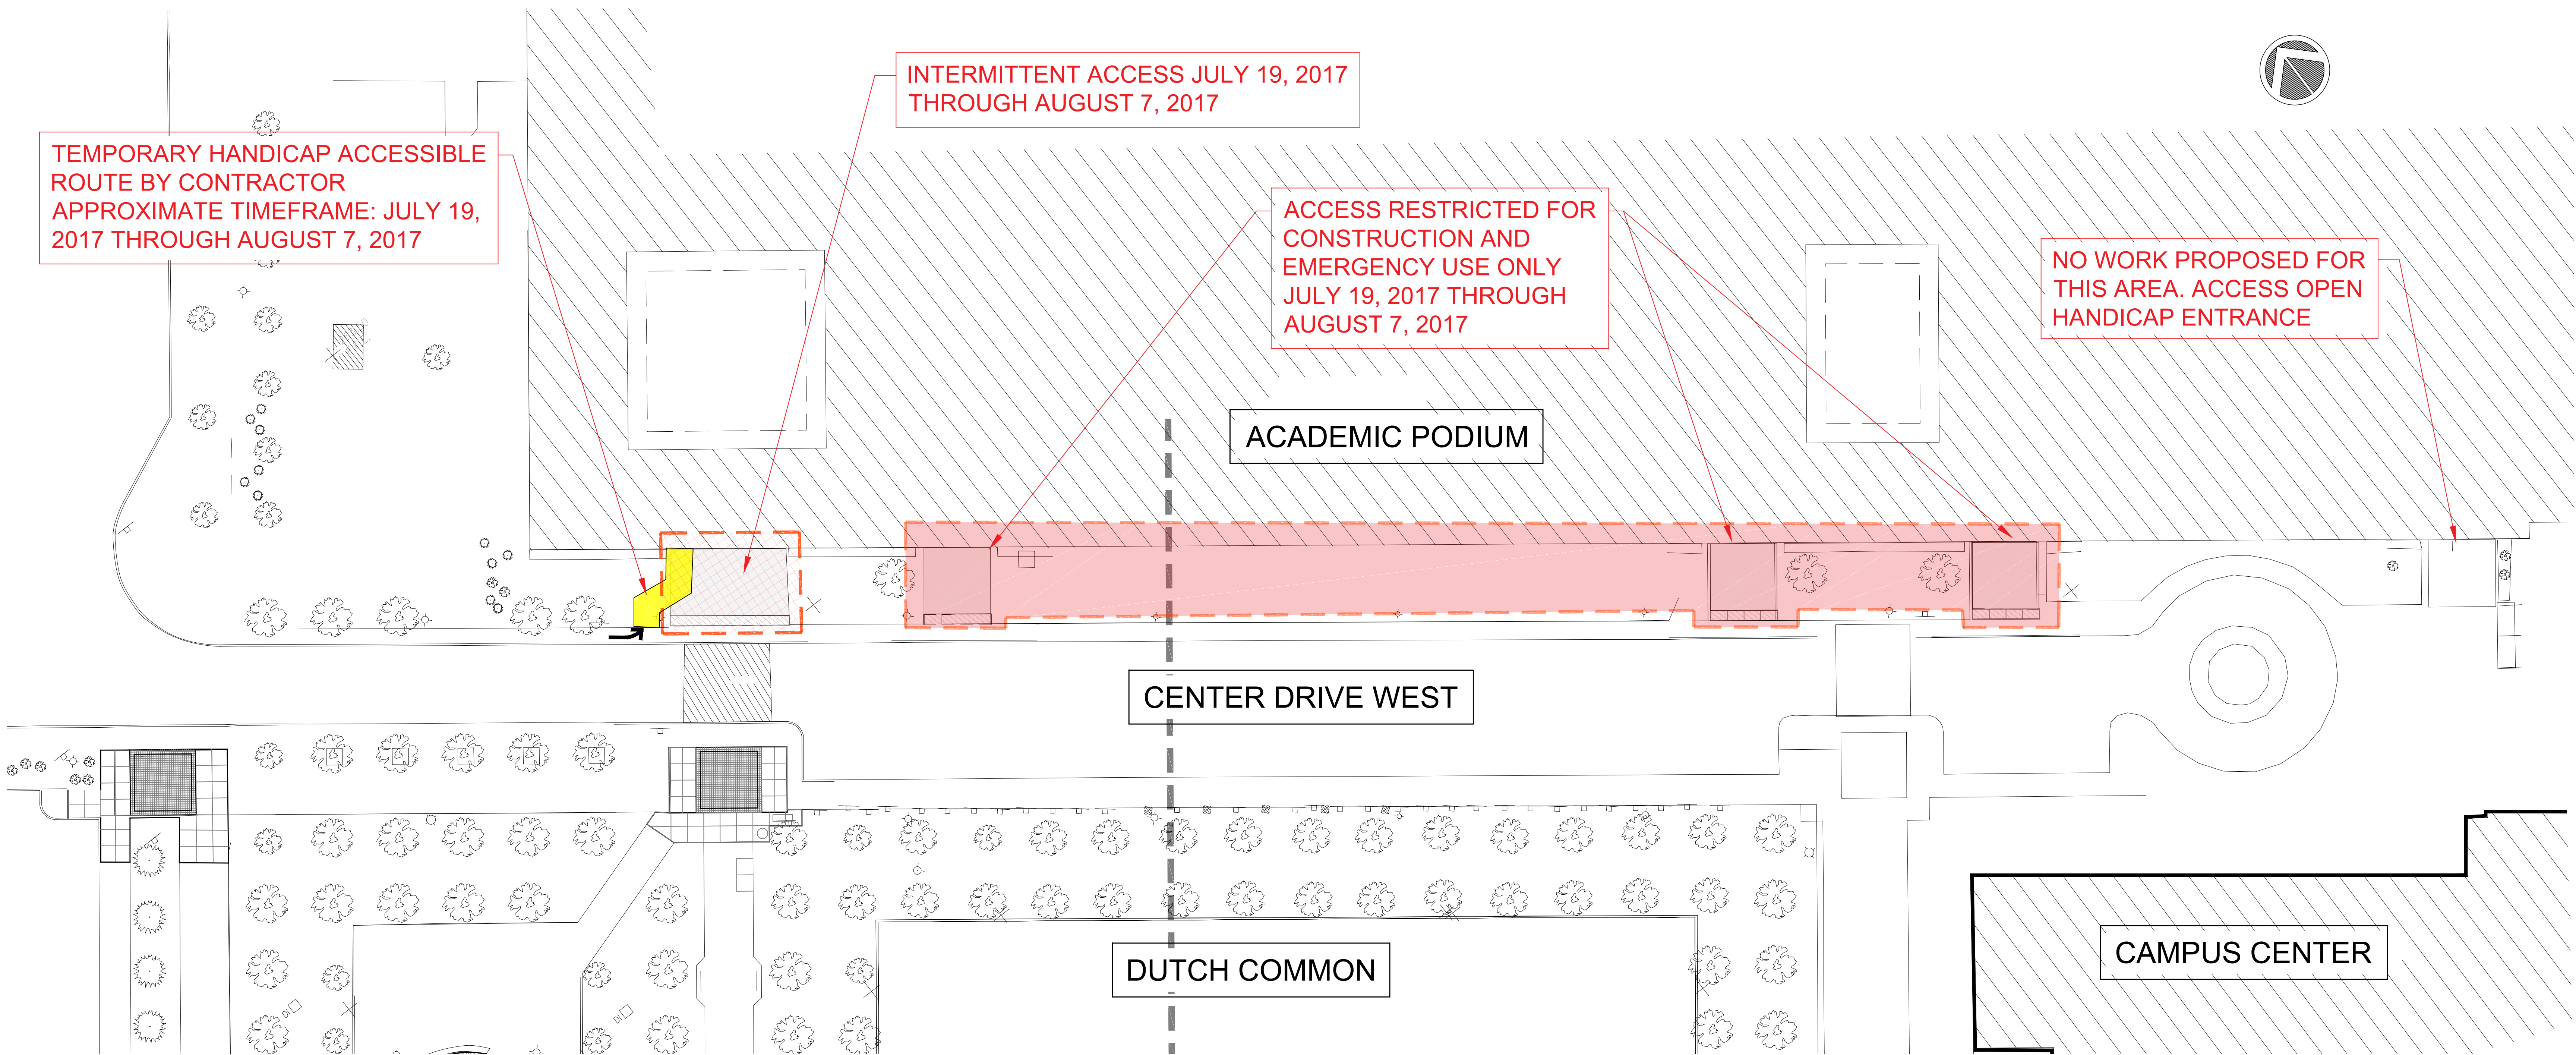 INTERMITTENT ACCESS JULY 19, 2017
THROUGH AUGUST 7, 2017
TEMPORARY HANDICAP ACCESSIBLE
ROUTE BY CONTRACTOR
APPROXIMATE TIMEFRAME: JULY 19,
2017 THROUGH AUGUST 7, 2017
ACCESS RESTRICTED FOR
CONSTRUCTION AND
EMERGENCY USE ONLY
JULY 19, 2017 THROUGH
AUGUST 7, 2017
NO WORK PROPOSED FOR
THIS AREA. ACCESS OPEN
HANDICAP ENTRANCE
ACADEMIC PODIUM
CENTER DRIVE WEST
DUTCH COMMON
CAMPUS CENTER
DI
DI